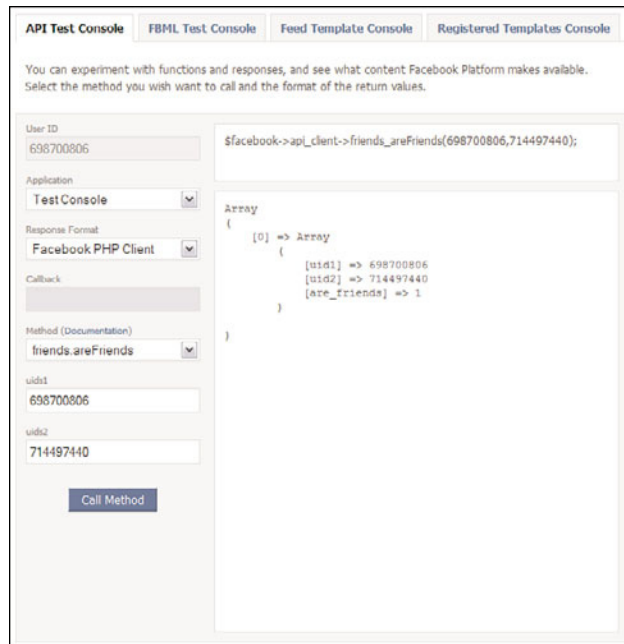 API Test Console
FBML Test Console
Feed Template Console
Registered Templates Console
You can experiment with functions and responses, and see what content Facebook Platform makes available.
Select the method you wish want to call and the format of the return values.
User ID
698700806
Application
Test Console
Response Format
Facebook PHP Client
Callback
Method (Documentation)
friends.areFriends
uids1
698700806
uids2
714497440
Call Method
$facebook->api_client->friends_areFriends(698700806,714497440);
Array
(
[0] => Array
(
[uid1] => 698700806
[uid2] => 714497440
[are_friends] => 1
)
)